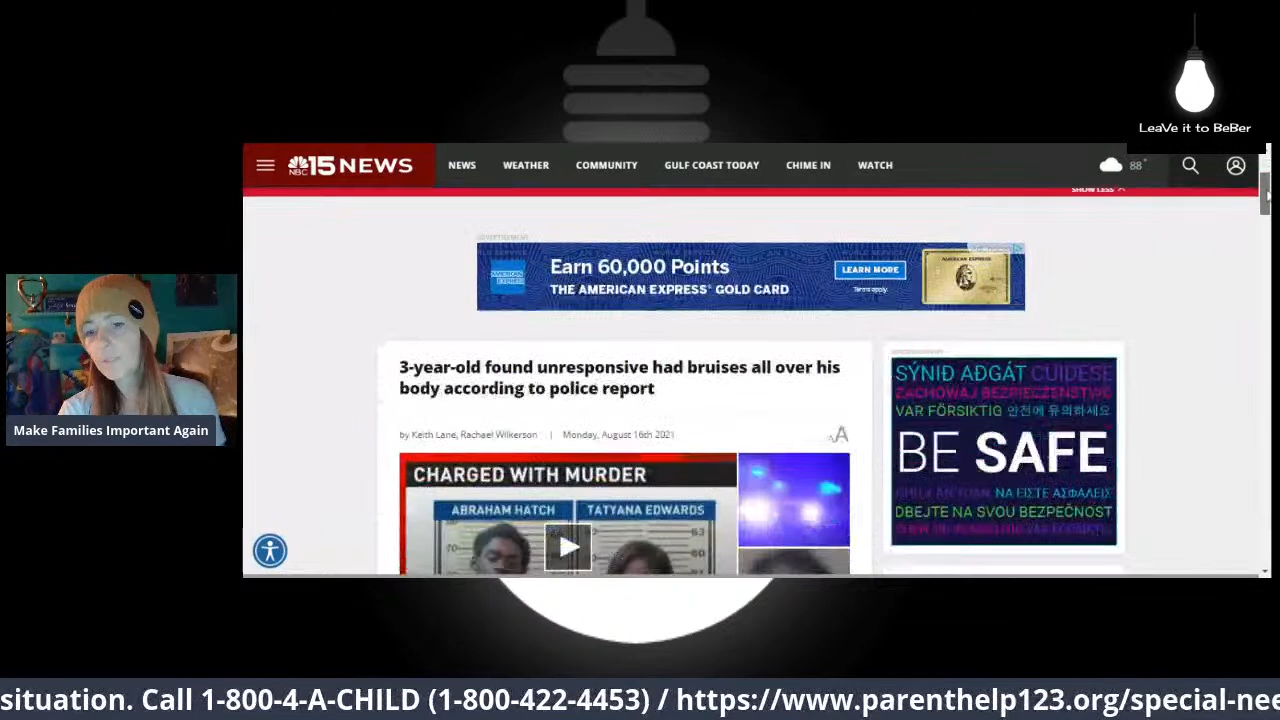 LeaVe it to BeBer
NBC 15 NEWS
NEWS WEATHER COMMUNITY GULF COAST TODAY CHIME IN WATCH
88°
SHOW LESS
Earn 60,000 Points
THE AMERICAN EXPRESS® GOLD CARD
LEARN MORE
Terms apply.
AMERICAN EXPRESS
3-year-old found unresponsive had bruises all over his
body according to police report
by Keith Lane, Rachael Wilkerson | Monday, August 16th 2021
AA
CHARGED WITH MURDER
ABRAHAM HATCH
TATYANA EDWARDS
SÝNIÐ AÐGÁT CUIDESE
ZACHOWAJ BEZPIECZEŃSTWO
VAR FÖRSIKTIG 안전에 유의하세요
BE SAFE
ΝΑ ΕΙΣΤΕ ΑΣΦΑΛΕΙΣ
DBEJTE NA SVOU BEZPEČNOST
Make Families Important Again
situation. Call 1-800-4-A-CHILD (1-800-422-4453) / https://www.parenthelp123.org/special-nee